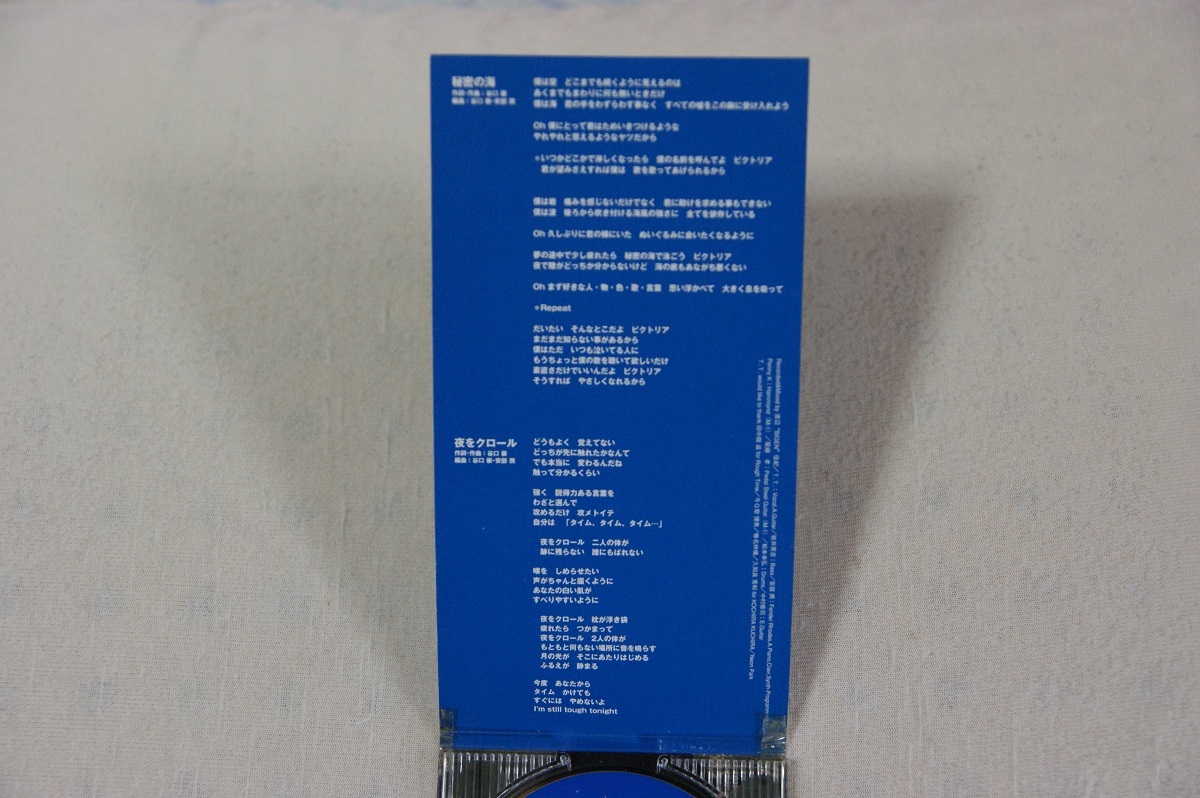 秘密の海
作詞・作曲：谷口 崇
編曲：谷口 崇・安部 潤
僕は空　どこまでも続くように見えるのは
あくまでもまわりに何も無いときだけ
僕は海　君の手をわずらわす事なく　すべての嘘をこの胸に受け入れよう
Oh 僕にとって君はためいきつけるような
やれやれと思えるようなヤツだから
＊いつかどこかで淋しくなったら　僕の名前を呼んでよ　ビクトリア
君が望みさえすれば僕は　歌を歌ってあげられるから
僕は岩　痛みを感じないだけでなく　君に助けを求める事もできない
僕は波　後ろから吹き付ける海風の強さに　全てを依存している
Oh 久しぶりに君の横にいた　ぬいぐるみに会いたくなるように
夢の途中で少し疲れたら　秘密の海で泳ごう　ビクトリア
夜で陸がどっちか分からないけど　海の底もあながち悪くない
Oh まず好きな人・物・色・歌・言葉　思い浮かべて　大きく息を吸って
＊Repeat
だいたい　そんなとこだよ　ビクトリア
まだまだ知らない事があるから
僕はただ　いつも泣いてる人に
もうちょっと僕の歌を聴いて欲しいだけ
素直さだけでいいんだよ　ビクトリア
そうすれば　やさしくなれるから
夜をクロール
作詞・作曲：谷口 崇
編曲：谷口 崇・安部 潤
どうもよく　覚えてない
どっちが先に触れたかなんて
でも本当に　変わるんだね
触って分かるくらい
強く　説得力ある言葉を
わざと選んで
攻めるだけ　攻メトイテ
自分は　「タイム、タイム、タイム…」
夜をクロール　二人の体が
跡に残らない　誰にもばれない
喉を　しめらせたい
声がちゃんと届くように
あなたの白い肌が
すべりやすいように
夜をクロール　枕が浮き袋
疲れたら　つかまって
夜をクロール　2人の体が
もともと何もない場所に音を鳴らす
月の光が　そこにあたりはじめる
ふるえが　静まる
今度　あなたから
タイム　かけても
すぐには　やめないよ
I'm still tough tonight
Recorded&Mixed by 渡辺 "BIGEN" 信紀／T. T.：Vocal,A.Guitar／
Penny K.：Hammond (M-1)／
T. T. would like to thank